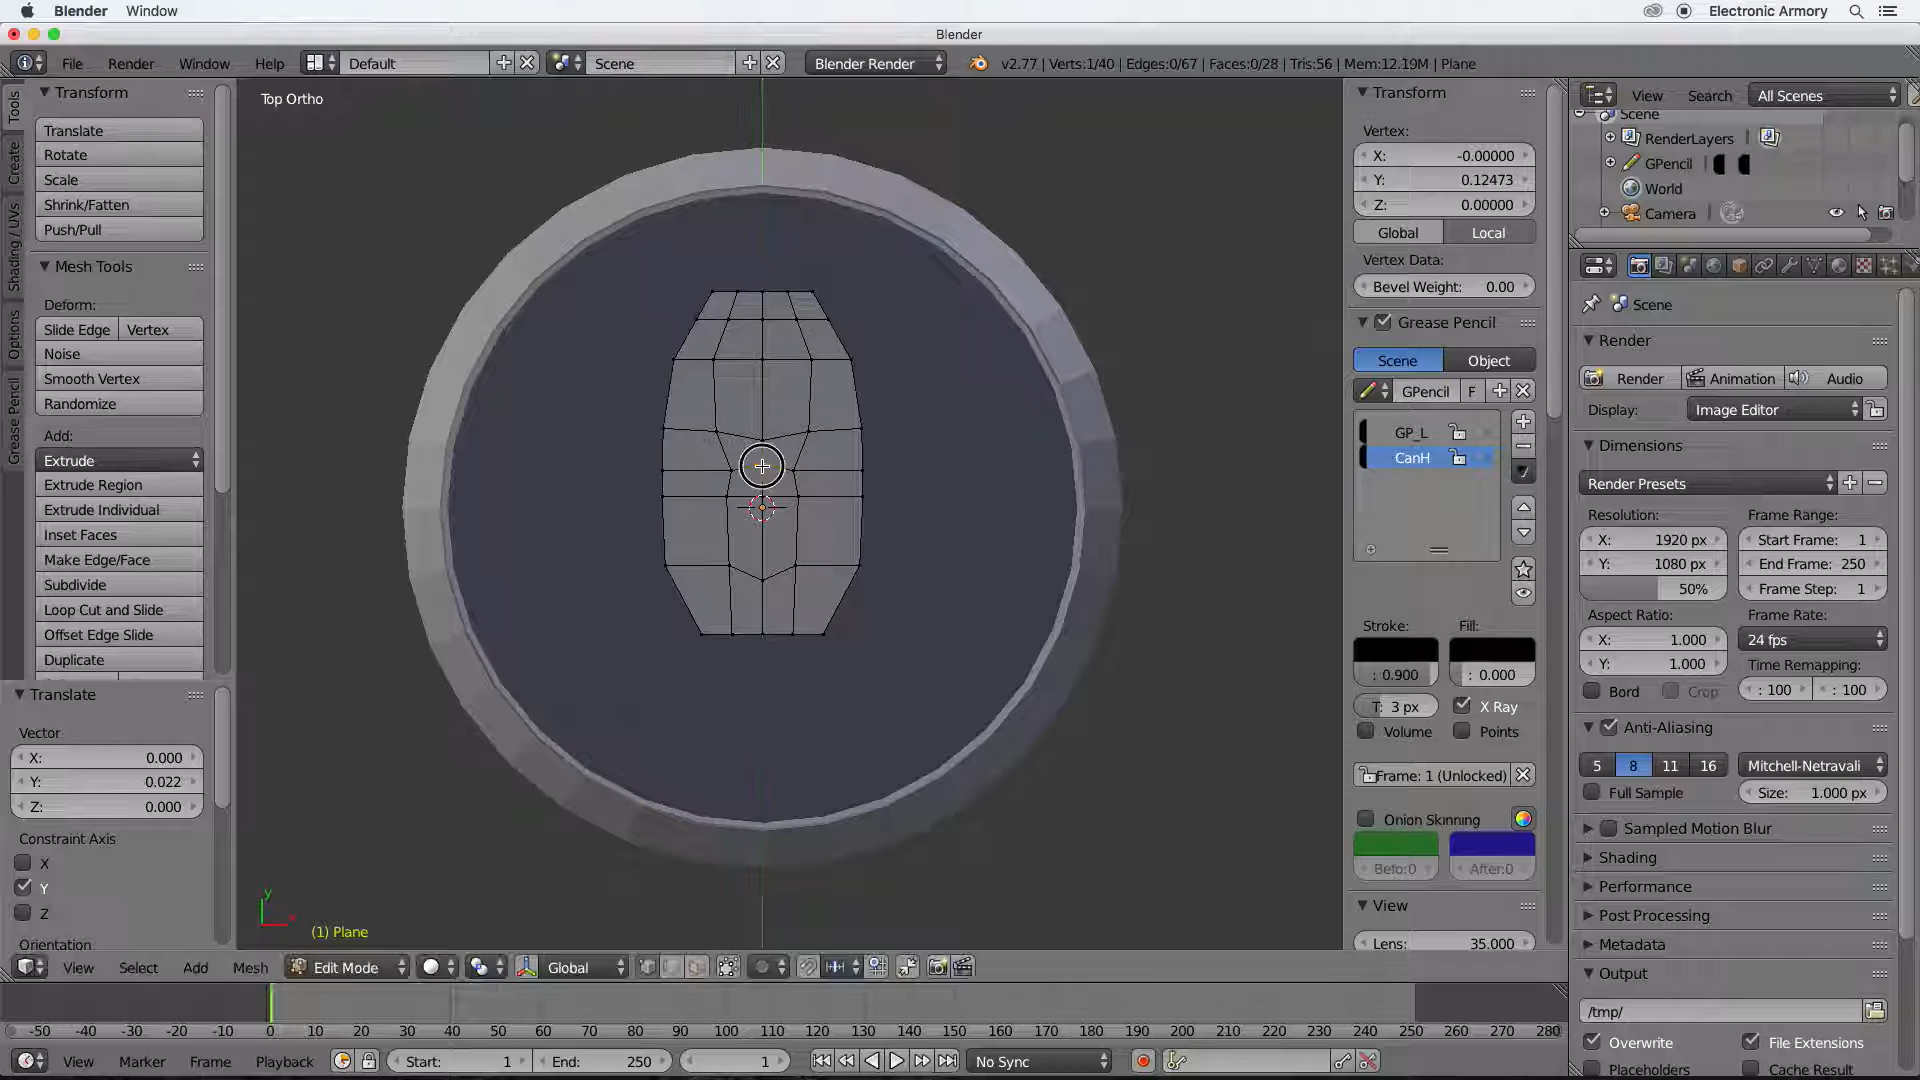 Blender
Window
Electronic Armory
Blender
File
Render
Window
Help
Default
Scene
Blender Render
v2.77 | Verts:1/40 | Edges:0/67 | Faces:0/28 | Tris:56 | Mem:12.19M | Plane
Tools
Create
Shading / UVs
Options
Grease Pencil
Transform
Translate
Rotate
Scale
Shrink/Fatten
Push/Pull
Mesh Tools
Deform:
Slide Edge
Vertex
Noise
Smooth Vertex
Randomize
Add:
Extrude
Extrude Region
Extrude Individual
Inset Faces
Make Edge/Face
Subdivide
Loop Cut and Slide
Offset Edge Slide
Duplicate
Translate
Vector
X: 0.000
Y: 0.022
Z: 0.000
Constraint Axis
X
Y
Z
Orientation
Top Ortho
y
x
(1) Plane
Transform
Vertex:
X: -0.00000
Y: 0.12473
Z: 0.00000
Global
Local
Vertex Data:
Bevel Weight: 0.00
Grease Pencil
Scene
Object
GPencil
F
GP_L
CanH
Stroke:
Fill:
: 0.900
: 0.000
T: 3 px
X Ray
Volume
Points
Frame: 1 (Unlocked)
Onion Skinning
Befo:0
After:0
View
Lens: 35.000
View
Search
All Scenes
Scene
RenderLayers
GPencil
World
Camera
Scene
Render
Render
Animation
Audio
Display:
Image Editor
Dimensions
Render Presets
Resolution:
Frame Range:
X: 1920 px
Start Frame: 1
Y: 1080 px
End Frame: 250
50%
Frame Step: 1
Aspect Ratio:
Frame Rate:
X: 1.000
24 fps
Y: 1.000
Time Remapping:
Bord
Crop
: 100
: 100
Anti-Aliasing
5
8
11
16
Mitchell-Netravali
Full Sample
Size: 1.000 px
Sampled Motion Blur
Shading
Performance
Post Processing
Metadata
Output
/tmp/
Overwrite
File Extensions
Placeholders
Cache Result
View
Select
Add
Mesh
Edit Mode
Global
-50 -40 -30 -20 -10 0 10 20 30 40 50 60 70 80 90 100 110 120 130 140 150 160 170 180 190 200 210 220 230 240 250 260 270 280
View
Marker
Frame
Playback
Start: 1
End: 250
1
No Sync